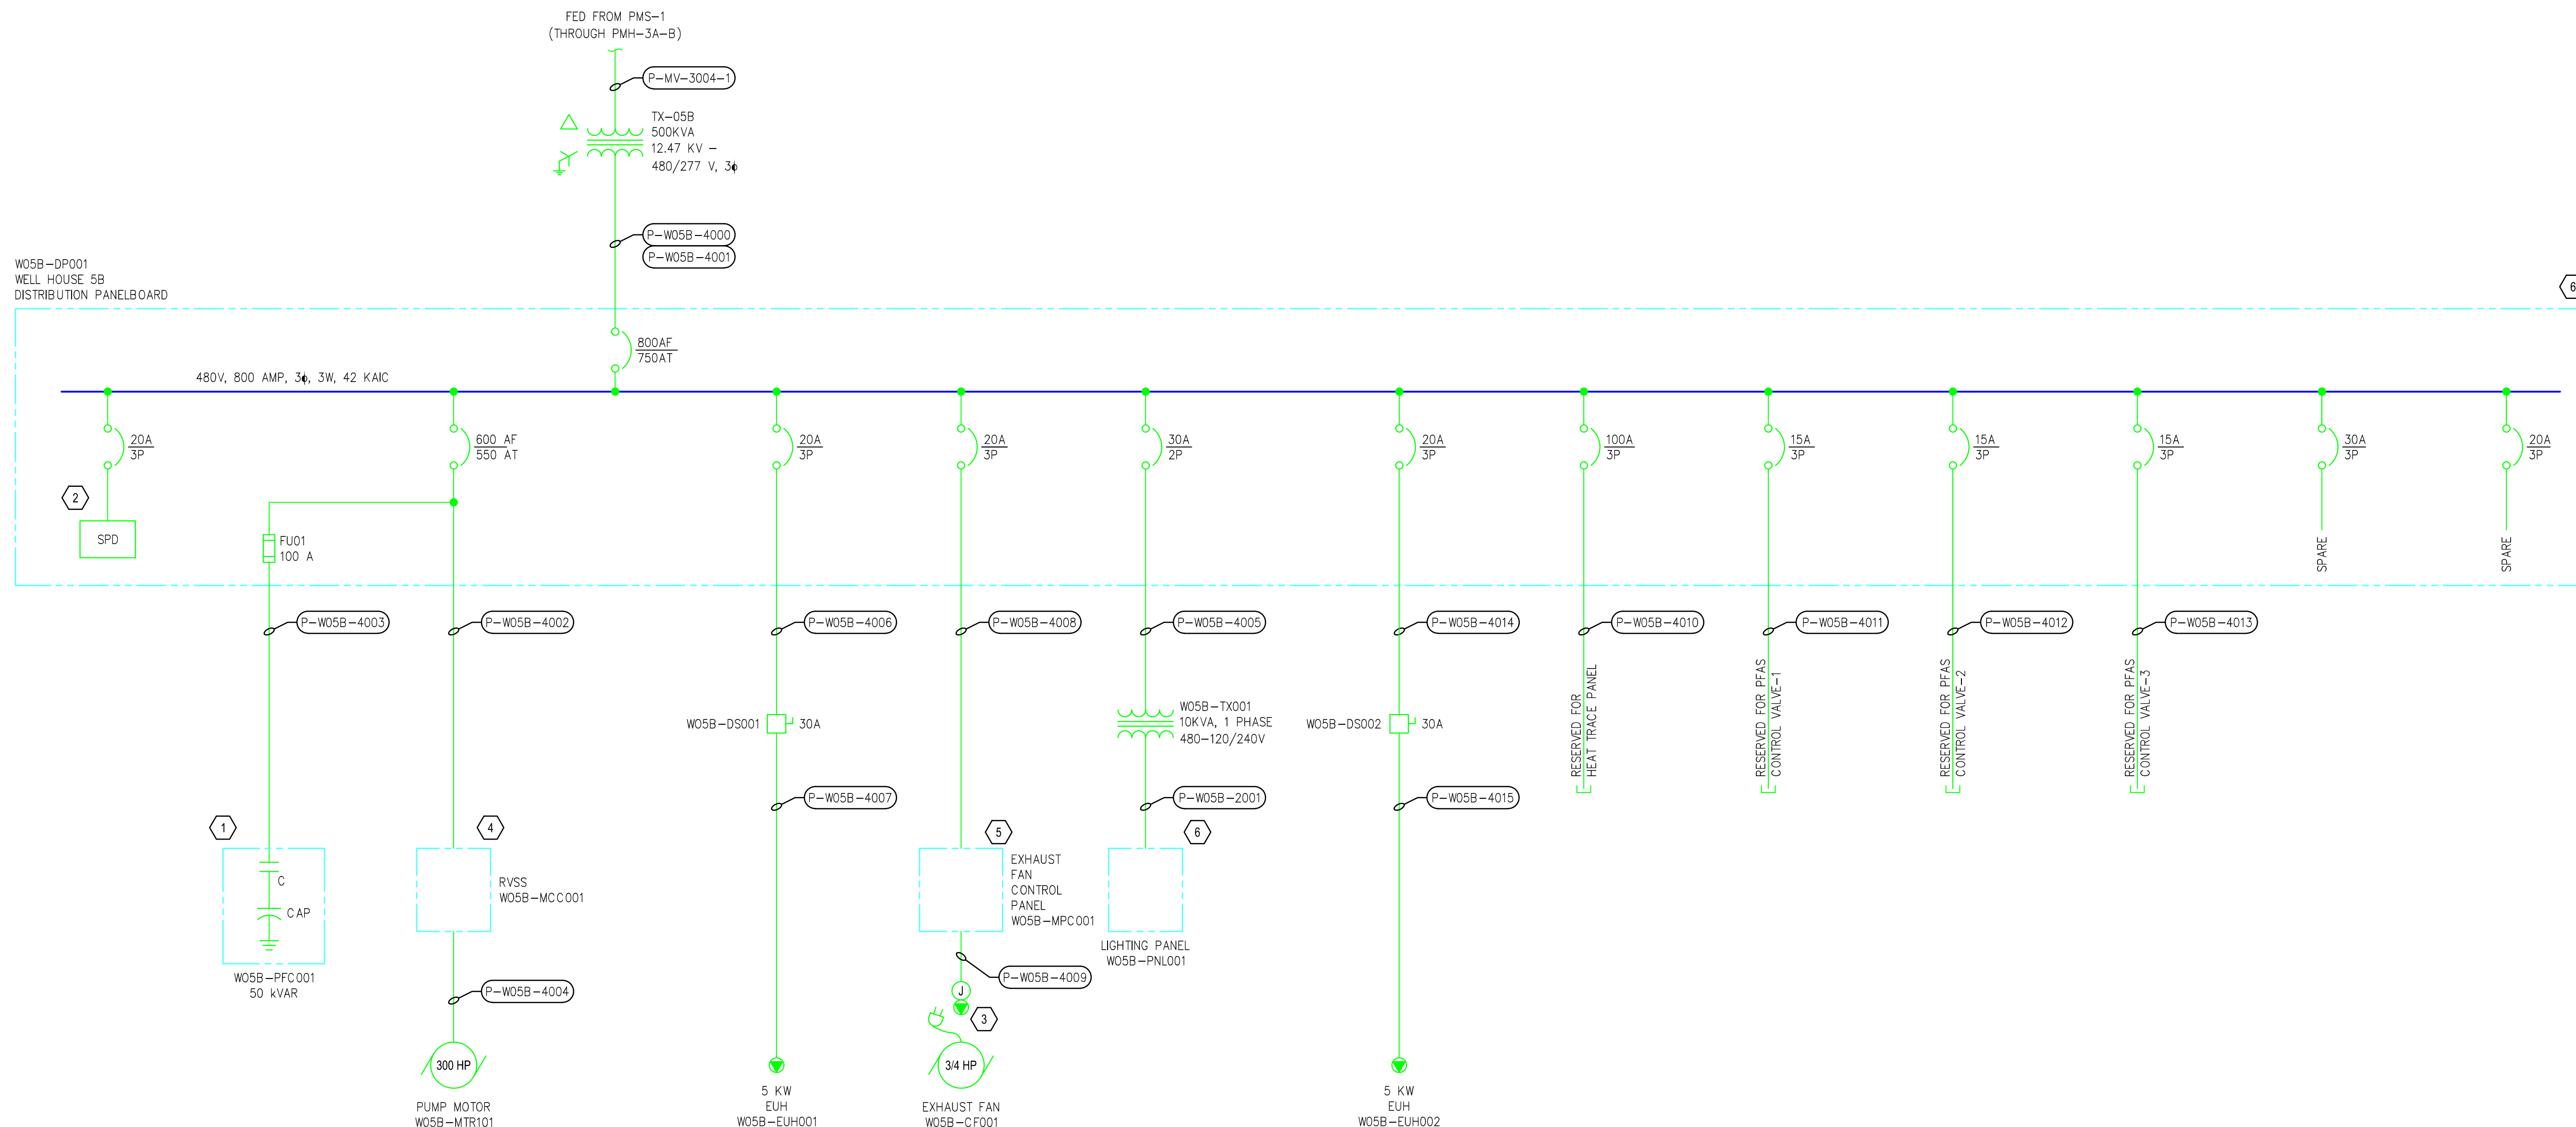 FED FROM PMS-1
(THROUGH PMH-3A-B)
P-MV-3004-1
TX-05B
500KVA
12.47 KV -
480/277 V, 3ϕ
P-W05B-4000
P-W05B-4001
W05B-DP001
WELL HOUSE 5B
DISTRIBUTION PANELBOARD
6
800AF
750AT
480V, 800 AMP, 3ϕ, 3W, 42 KAIC
20A
3P
600 AF
550 AT
20A
3P
20A
3P
30A
2P
20A
3P
100A
3P
15A
3P
15A
3P
15A
3P
30A
3P
20A
3P
2
SPD
FU01
100 A
SPARE
SPARE
P-W05B-4003
P-W05B-4002
P-W05B-4006
P-W05B-4008
P-W05B-4005
P-W05B-4014
P-W05B-4010
P-W05B-4011
P-W05B-4012
P-W05B-4013
RESERVED FOR
HEAT TRACE PANEL
RESERVED FOR PFAS
CONTROL VALVE-1
RESERVED FOR PFAS
CONTROL VALVE-2
RESERVED FOR PFAS
CONTROL VALVE-3
W05B-DS001
30A
W05B-TX001
10KVA, 1 PHASE
480-120/240V
W05B-DS002
30A
P-W05B-4007
P-W05B-2001
P-W05B-4015
1
4
5
6
C
CAP
W05B-PFC001
50 kVAR
RVSS
W05B-MCC001
EXHAUST
FAN
CONTROL
PANEL
W05B-MPC001
LIGHTING PANEL
W05B-PNL001
P-W05B-4004
P-W05B-4009
J
3
300 HP
3/4 HP
PUMP MOTOR
W05B-MTR101
5 KW
EUH
W05B-EUH001
EXHAUST FAN
W05B-CF001
5 KW
EUH
W05B-EUH002